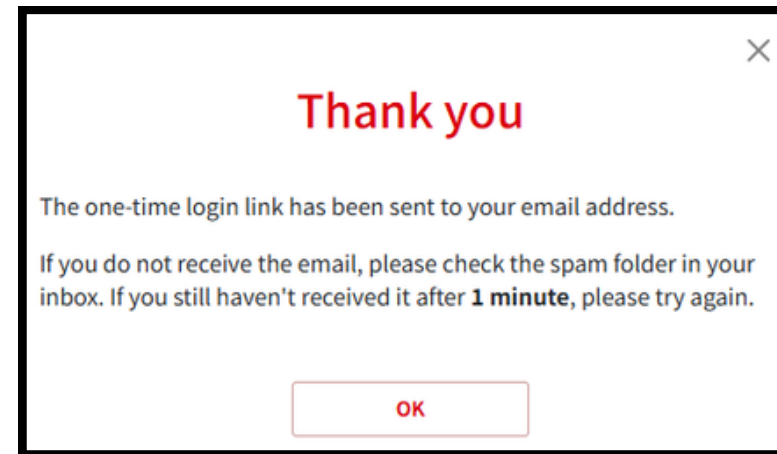 Thank you
The one-time login link has been sent to your email address.
If you do not receive the email, please check the spam folder in your
inbox. If you still haven't received it after 1 minute, please try again.
OK